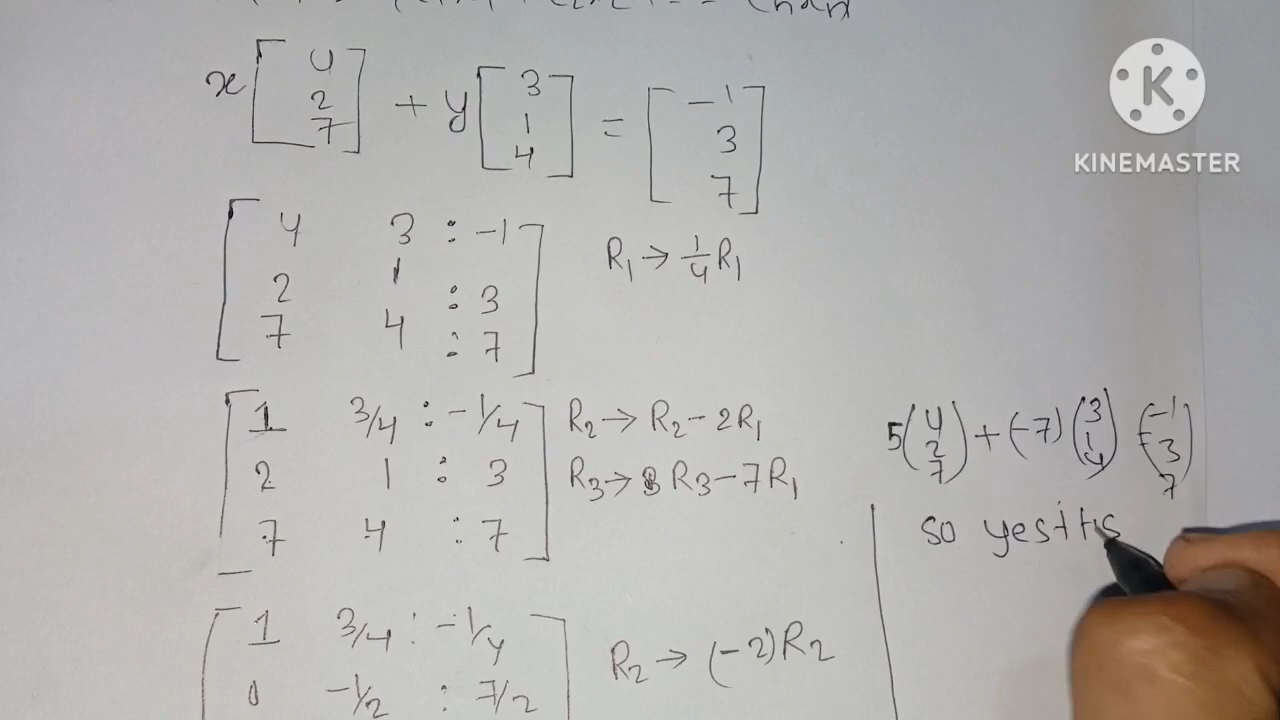 x [ 4 2 7 ] + y [ 3 1 4 ] = [ -1 3 7 ]
KINEMASTER
[ 4 3 : -1
2 1 : 3
7 4 : 7 ]
R₁ → 1/4 R₁
[ 1 3/4 : -1/4
2 1 : 3
7 4 : 7 ]
R₂ → R₂ - 2R₁
R₃ → R₃ - 7R₁
[ 1 3/4 : -1/4
0 -1/2 : 7/2 ]
R₂ → (-2)R₂
5 ( 4 2 7 ) + (-7) ( 3 1 4 ) = ( -1 3 7 )
so yes it is